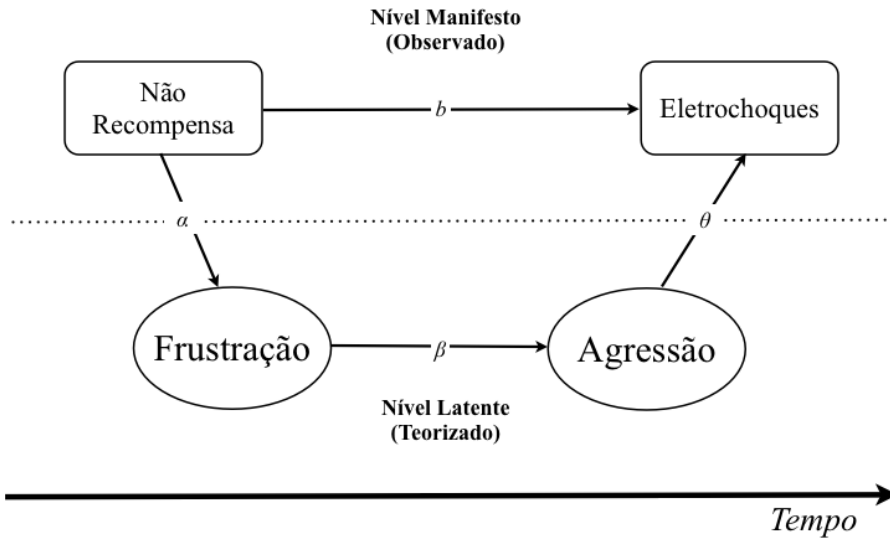 Nível Manifesto
(Observado)
Não
Recompensa
b
Eletrochoques
α
θ
Frustração
β
Agressão
Nível Latente
(Teorizado)
Tempo